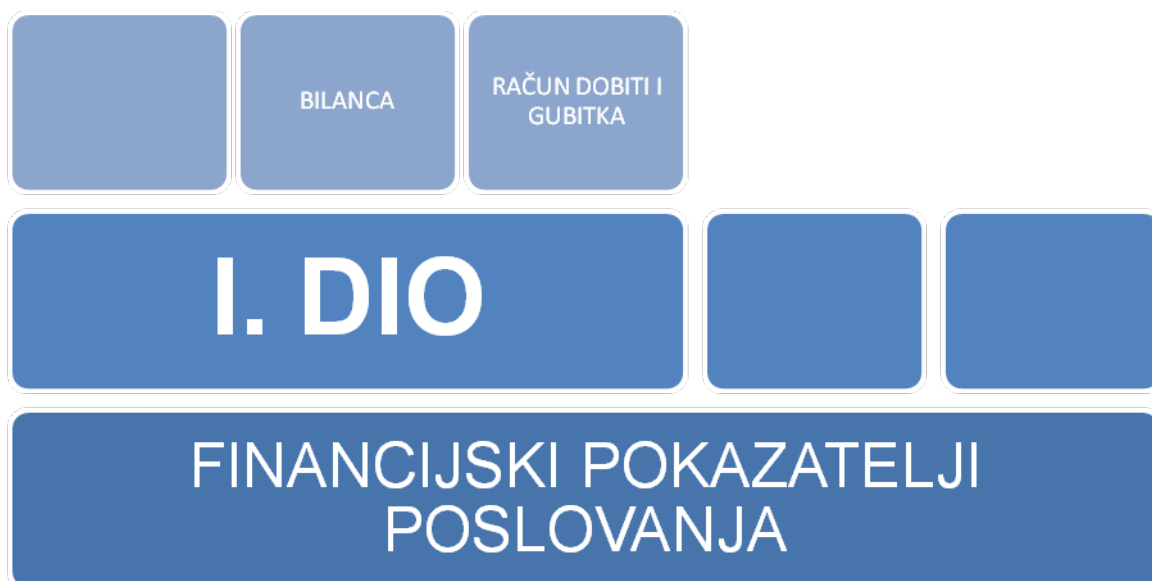 BILANCA
RAČUN DOBITI I
GUBITKA
I. DIO
FINANCIJSKI POKAZATELJI
POSLOVANJA